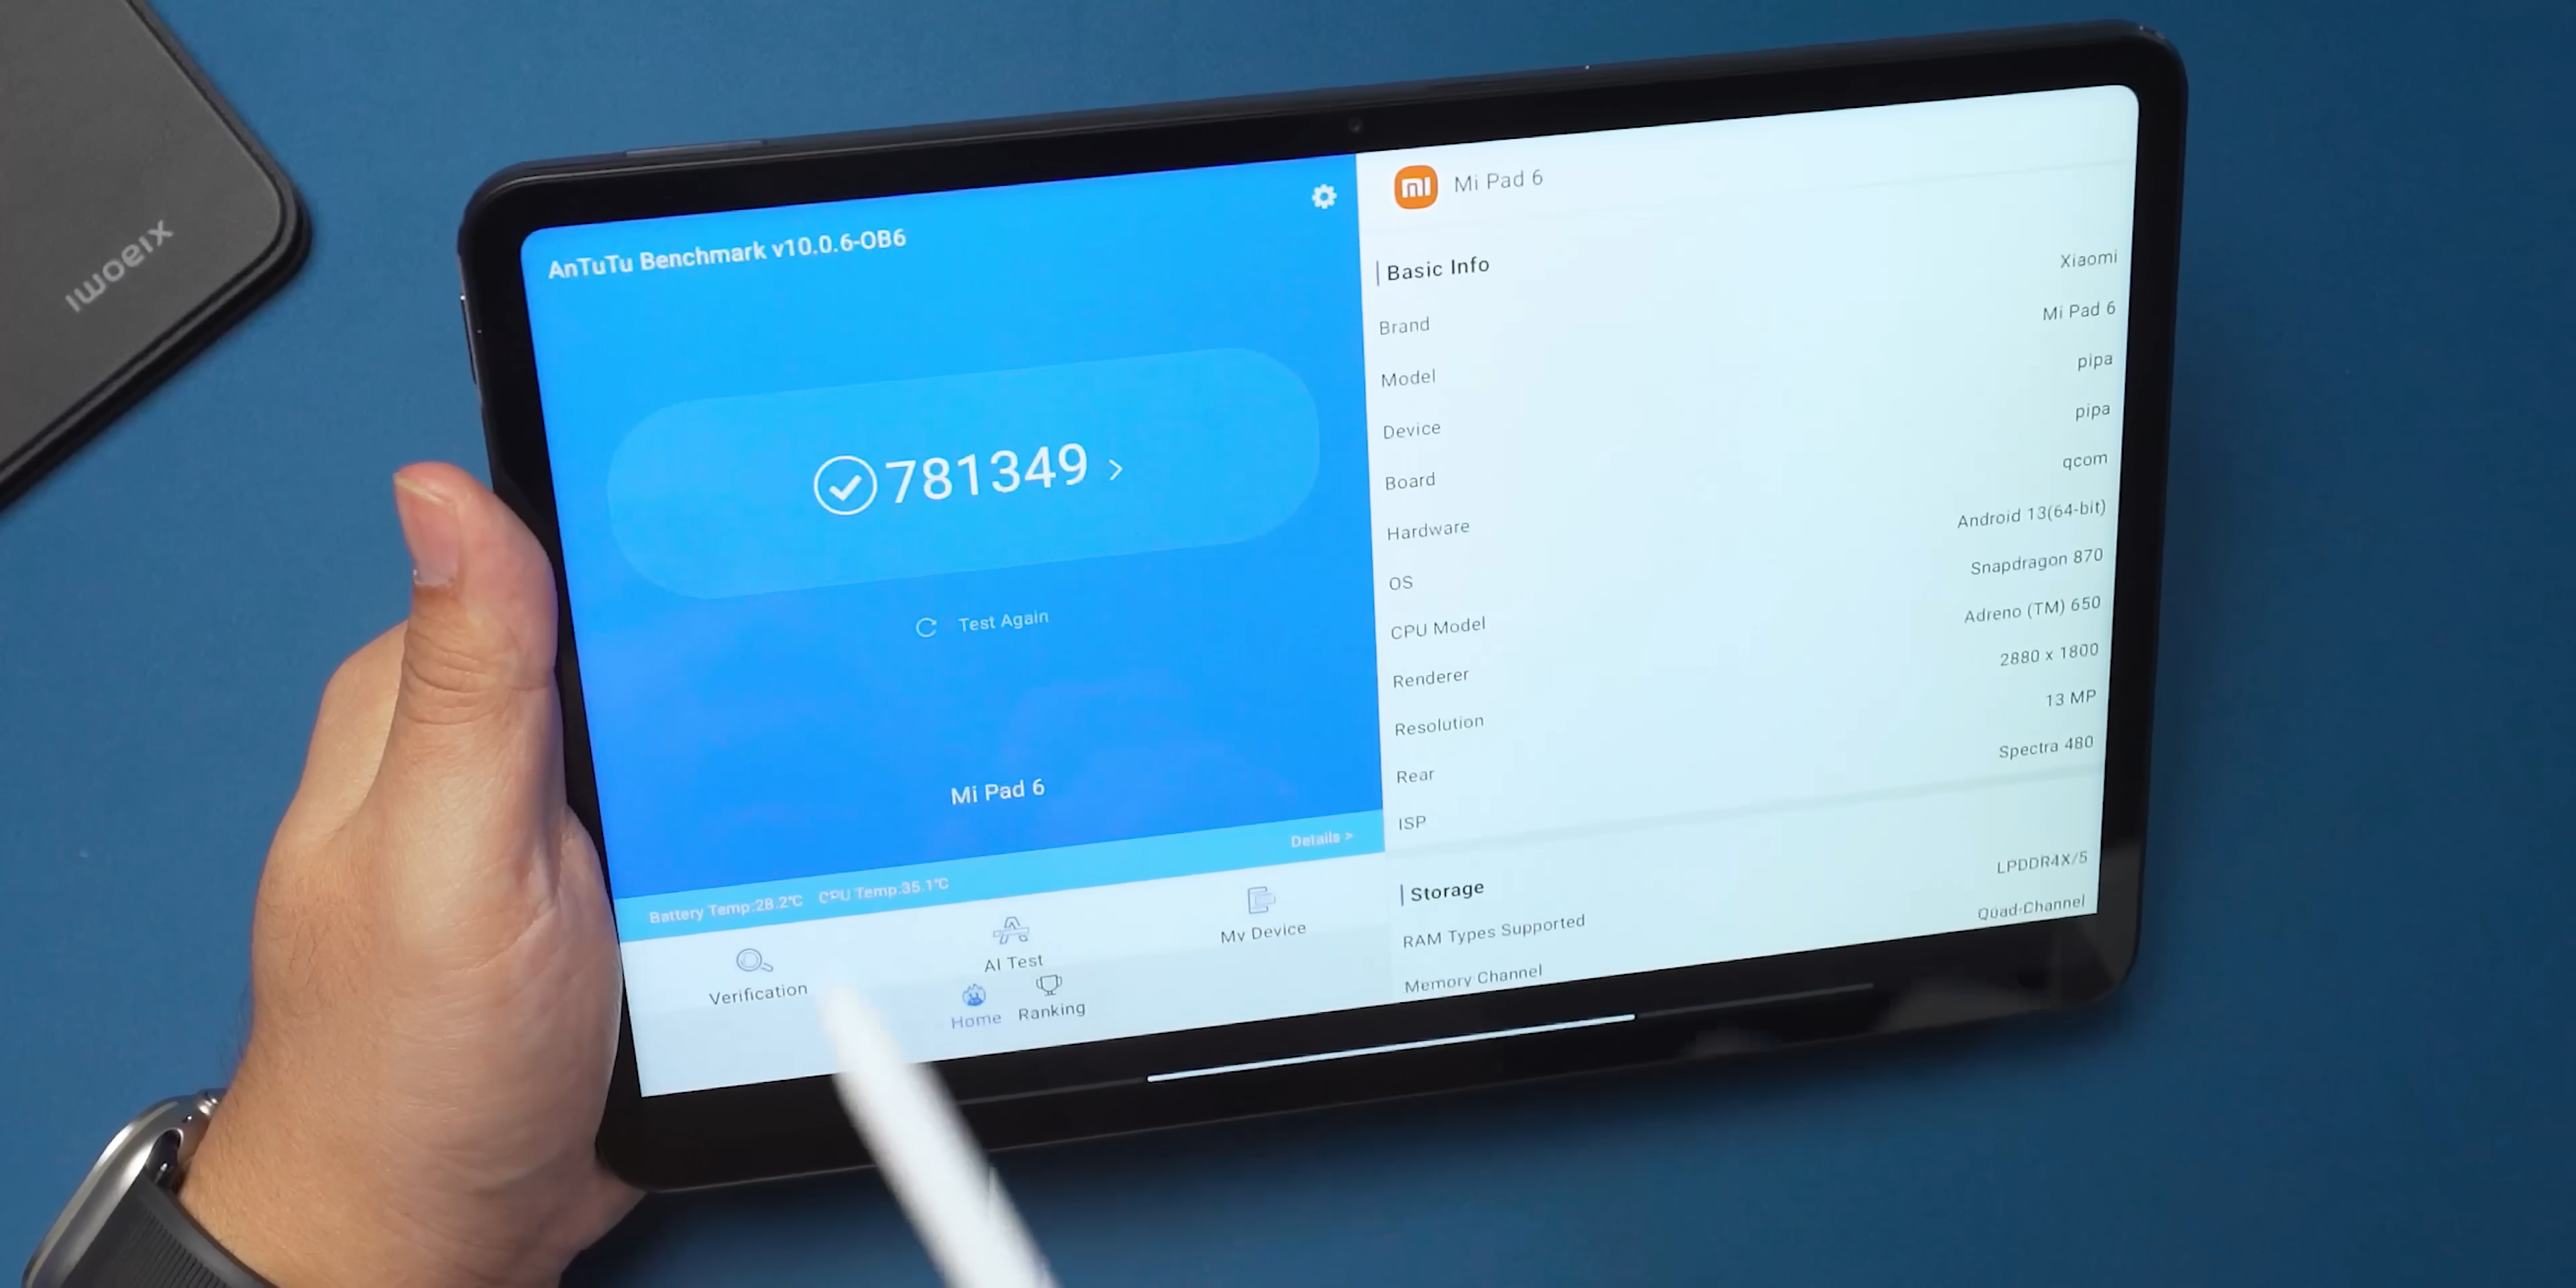 xiaomi
AnTuTu Benchmark v10.0.6-OB6
781349 >
Test Again
Mi Pad 6
Details >
Battery Temp:28.2℃ CPU Temp:35.1℃
Verification
AI Test
My Device
Home
Ranking
mi Mi Pad 6
Basic Info
Brand Xiaomi
Model Mi Pad 6
Device pipa
Board pipa
Hardware qcom
OS Android 13(64-bit)
CPU Model Snapdragon 870
Renderer Adreno (TM) 650
Resolution 2880 x 1800
Rear 13 MP
ISP Spectra 480
Storage
RAM Types Supported LPDDR4X/5
Memory Channel Quad-Channel